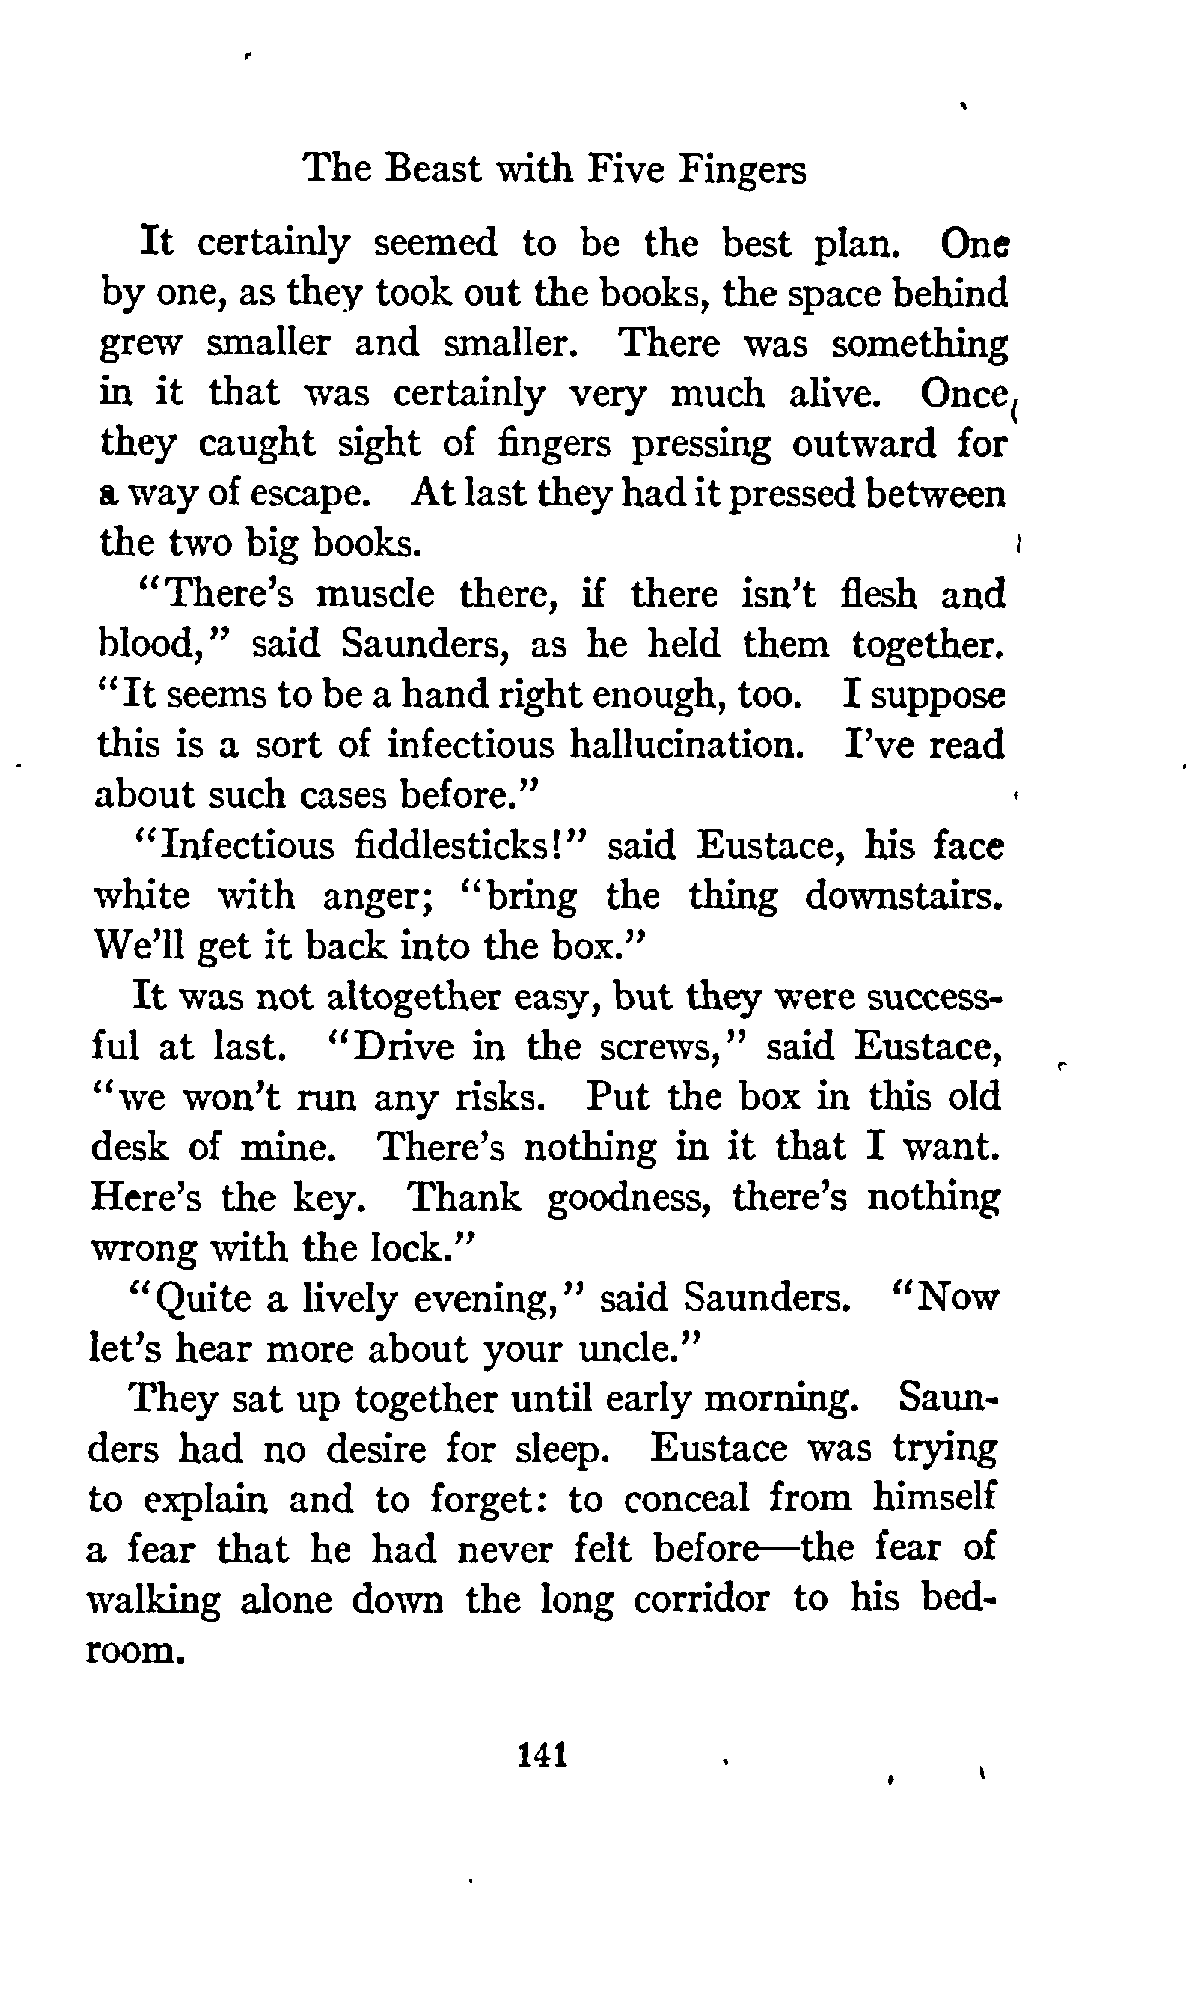 The Beast with Five Fingers
It certainly seemed to be the best plan. One
by one, as they took out the books, the space behind
grew smaller and smaller. There was something
in it that was certainly very much alive. Once
they caught sight of fingers pressing outward for
a way of escape. At last they had it pressed between
the two big books.
"There's muscle there, if there isn't flesh and
blood," said Saunders, as he held them together.
"It seems to be a hand right enough, too. I suppose
this is a sort of infectious hallucination. I've read
about such cases before."
"Infectious fiddlesticks!" said Eustace, his face
white with anger; "bring the thing downstairs.
We'll get it back into the box."
It was not altogether easy, but they were success-
ful at last. "Drive in the screws," said Eustace,
"we won't run any risks. Put the box in this old
desk of mine. There's nothing in it that I want.
Here's the key. Thank goodness, there's nothing
wrong with the lock."
"Quite a lively evening," said Saunders. "Now
let's hear more about your uncle."
They sat up together until early morning. Saun-
ders had no desire for sleep. Eustace was trying
to explain and to forget: to conceal from himself
a fear that he had never felt before—the fear of
walking alone down the long corridor to his bed-
room.
141